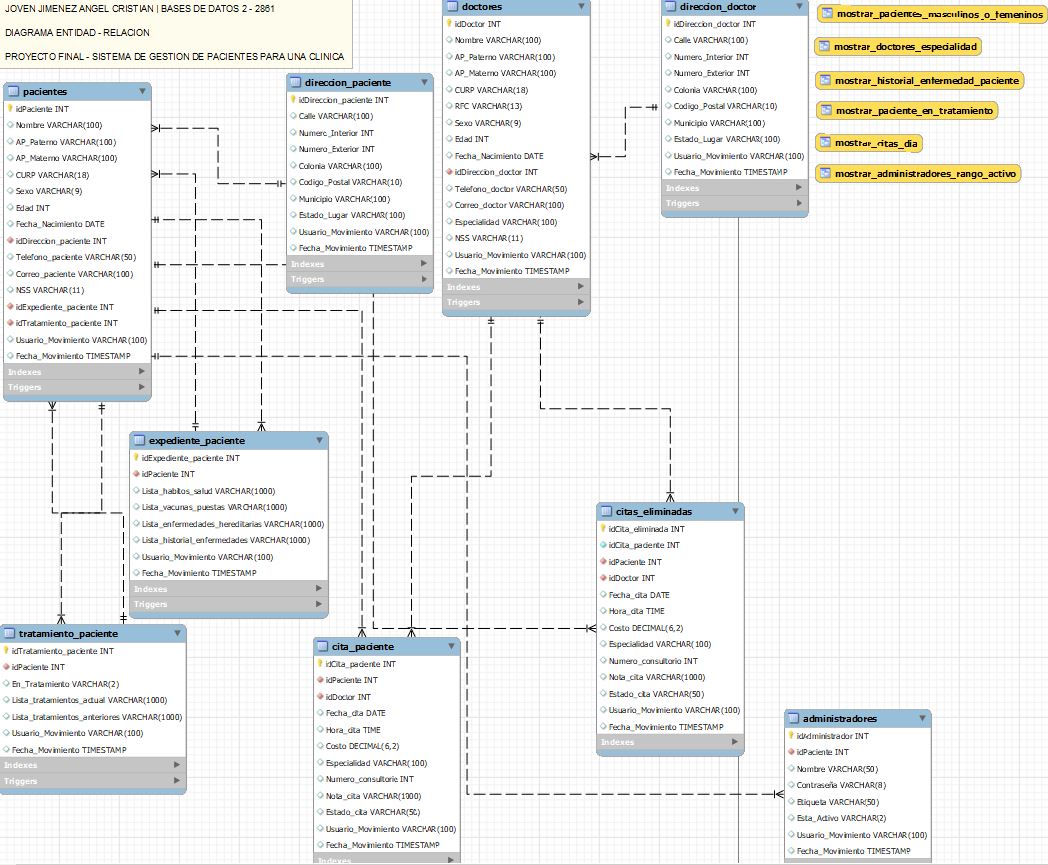 JOVEN JIMENEZ ANGEL CRISTIAN | BASES DE DATOS 2 - 2861
DIAGRAMA ENTIDAD - RELACION
PROYECTO FINAL - SISTEMA DE GESTION DE PACIENTES PARA UNA CLINICA
pacientes
idPaciente INT
Nombre VARCHAR(100)
AP_Paterno VARCHAR(100)
AP_Materno VARCHAR(100)
CURP VARCHAR(18)
Sexo VARCHAR(9)
Edad INT
Fecha_Nacimiento DATE
idDireccion_paciente INT
Telefono_paciente VARCHAR(50)
Correo_paciente VARCHAR(100)
NSS VARCHAR(11)
idExpediente_paciente INT
idTratamiento_paciente INT
Usuario_Movimiento VARCHAR(100)
Fecha_Movimiento TIMESTAMP
Indexes
Triggers
direccion_paciente
idDireccion_paciente INT
Calle VARCHAR(100)
Numero_Interior INT
Numero_Exterior INT
Colonia VARCHAR(100)
Codigo_Postal VARCHAR(10)
Municipio VARCHAR(100)
Estado_Lugar VARCHAR(100)
Usuario_Movimiento VARCHAR(100)
Fecha_Movimiento TIMESTAMP
Indexes
Triggers
doctores
idDoctor INT
Nombre VARCHAR(100)
AP_Paterno VARCHAR(100)
AP_Materno VARCHAR(100)
CURP VARCHAR(18)
RFC VARCHAR(13)
Sexo VARCHAR(9)
Edad INT
Fecha_Nacimiento DATE
idDireccion_doctor INT
Telefono_doctor VARCHAR(50)
Correo_doctor VARCHAR(100)
Especialidad VARCHAR(100)
NSS VARCHAR(11)
Usuario_Movimiento VARCHAR(100)
Fecha_Movimiento TIMESTAMP
Indexes
Triggers
direccion_doctor
idDireccion_doctor INT
Calle VARCHAR(100)
Numero_Interior INT
Numero_Exterior INT
Colonia VARCHAR(100)
Codigo_Postal VARCHAR(10)
Municipio VARCHAR(100)
Estado_Lugar VARCHAR(100)
Usuario_Movimiento VARCHAR(100)
Fecha_Movimiento TIMESTAMP
Indexes
Triggers
mostrar_pacientes_masculinos_o_femeninos
mostrar_doctores_especialidad
mostrar_historial_enfermedad_paciente
mostrar_paciente_en_tratamiento
mostrar_citas_dia
mostrar_administradores_rango_activo
expediente_paciente
idExpediente_paciente INT
idPaciente INT
Lista_habitos_salud VARCHAR(1000)
Lista_vacunas_puestas VARCHAR(1000)
Lista_enfermedades_hereditarias VARCHAR(1000)
Lista_historial_enfermedades VARCHAR(1000)
Usuario_Movimiento VARCHAR(100)
Fecha_Movimiento TIMESTAMP
Indexes
Triggers
tratamiento_paciente
idTratamiento_paciente INT
idPaciente INT
En_Tratamiento VARCHAR(2)
Lista_tratamientos_actual VARCHAR(1000)
Lista_tratamientos_anteriores VARCHAR(1000)
Usuario_Movimiento VARCHAR(100)
Fecha_Movimiento TIMESTAMP
Indexes
Triggers
cita_paciente
idCita_paciente INT
idPaciente INT
idDoctor INT
Fecha_cita DATE
Hora_cita TIME
Costo DECIMAL(6,2)
Especialidad VARCHAR(100)
Numero_consultorio INT
Nota_cita VARCHAR(1000)
Estado_cita VARCHAR(50)
Usuario_Movimiento VARCHAR(100)
Fecha_Movimiento TIMESTAMP
Indexes
citas_eliminadas
idCita_eliminada INT
idCita_paciente INT
idPaciente INT
idDoctor INT
Fecha_cita DATE
Hora_cita TIME
Costo DECIMAL(6,2)
Especialidad VARCHAR(100)
Numero_consultorio INT
Nota_cita VARCHAR(1000)
Estado_cita VARCHAR(50)
Usuario_Movimiento VARCHAR(100)
Fecha_Movimiento TIMESTAMP
Indexes
administradores
idAdministrador INT
idPaciente INT
Nombre VARCHAR(50)
Contraseña VARCHAR(8)
Etiqueta VARCHAR(50)
Esta_Activo VARCHAR(2)
Usuario_Movimiento VARCHAR(100)
Fecha_Movimiento TIMESTAMP